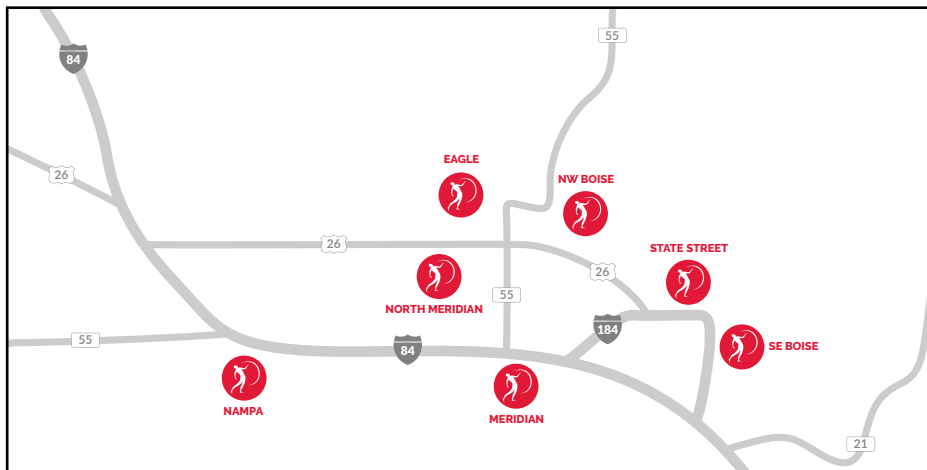 55
84
EAGLE
26
NW BOISE
26
STATE STREET
26
55
NORTH MERIDIAN
184
55
84
SE BOISE
NAMPA
MERIDIAN
21